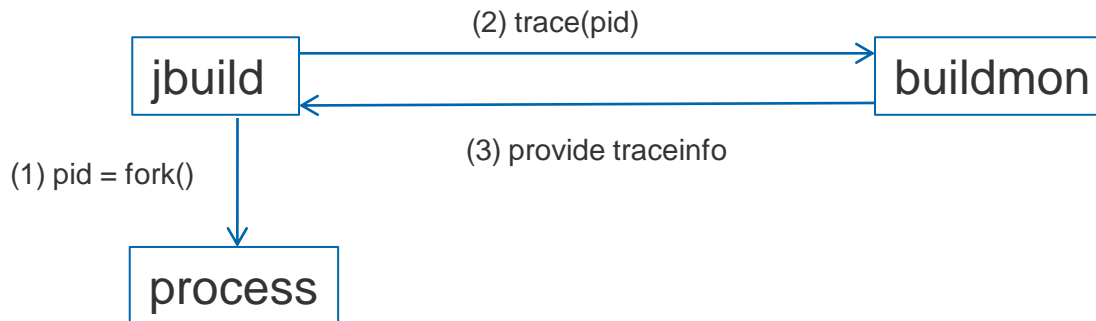 (2) trace(pid)
jbuild
buildmon
(3) provide traceinfo
(1) pid = fork()
process